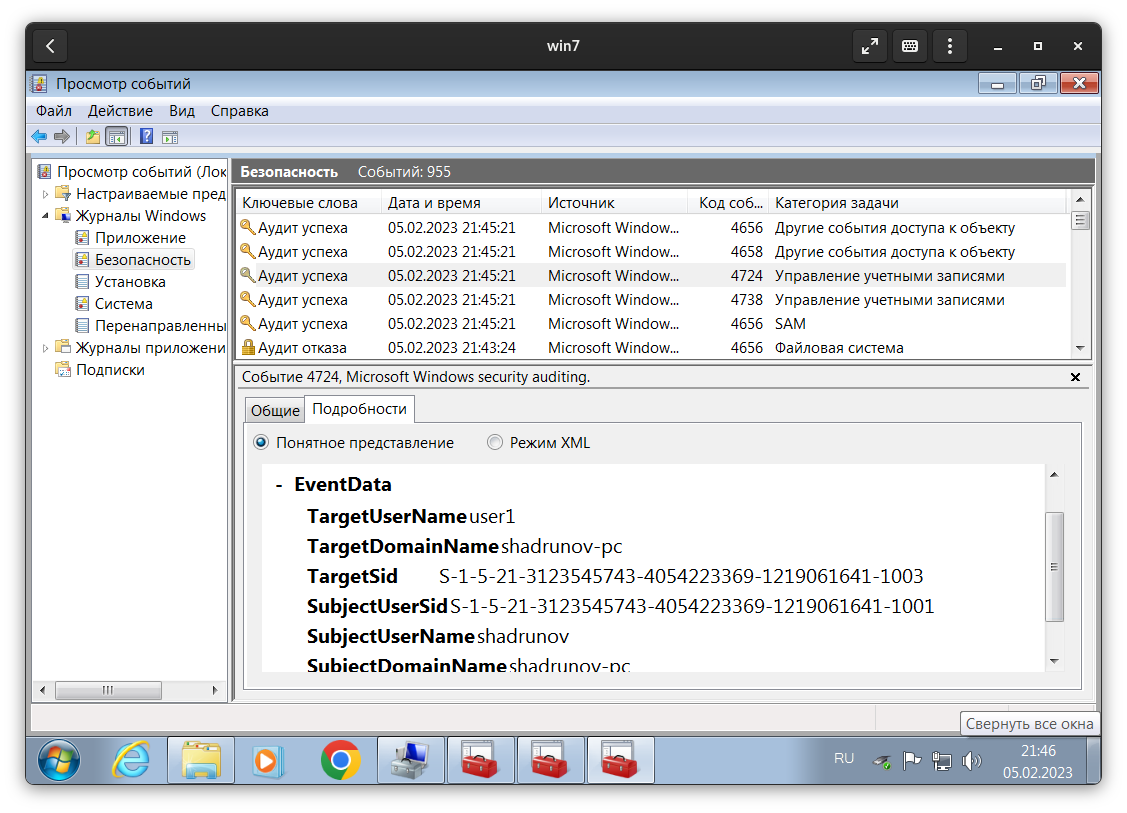 win7
Просмотр событий
Файл Действие Вид Справка
Просмотр событий (Лок
Настраиваемые пред
Журналы Windows
Приложение
Безопасность
Установка
Система
Перенаправленны
Журналы приложени
Подписки
Безопасность Событий: 955
Ключевые слова Дата и время Источник Код соб... Категория задачи
Аудит успеха 05.02.2023 21:45:21 Microsoft Window... 4656 Другие события доступа к объекту
Аудит успеха 05.02.2023 21:45:21 Microsoft Window... 4658 Другие события доступа к объекту
Аудит успеха 05.02.2023 21:45:21 Microsoft Window... 4724 Управление учетными записями
Аудит успеха 05.02.2023 21:45:21 Microsoft Window... 4738 Управление учетными записями
Аудит успеха 05.02.2023 21:45:21 Microsoft Window... 4656 SAM
Аудит отказа 05.02.2023 21:43:24 Microsoft Window... 4656 Файловая система
Событие 4724, Microsoft Windows security auditing.
Общие Подробности
Понятное представление Режим XML
- EventData
TargetUserName user1
TargetDomainName shadrunov-pc
TargetSid S-1-5-21-3123545743-4054223369-1219061641-1003
SubjectUserSid S-1-5-21-3123545743-4054223369-1219061641-1001
SubjectUserName shadrunov
SubjectDomainName shadrunov-pc
Свернуть все окна
RU
21:46
05.02.2023